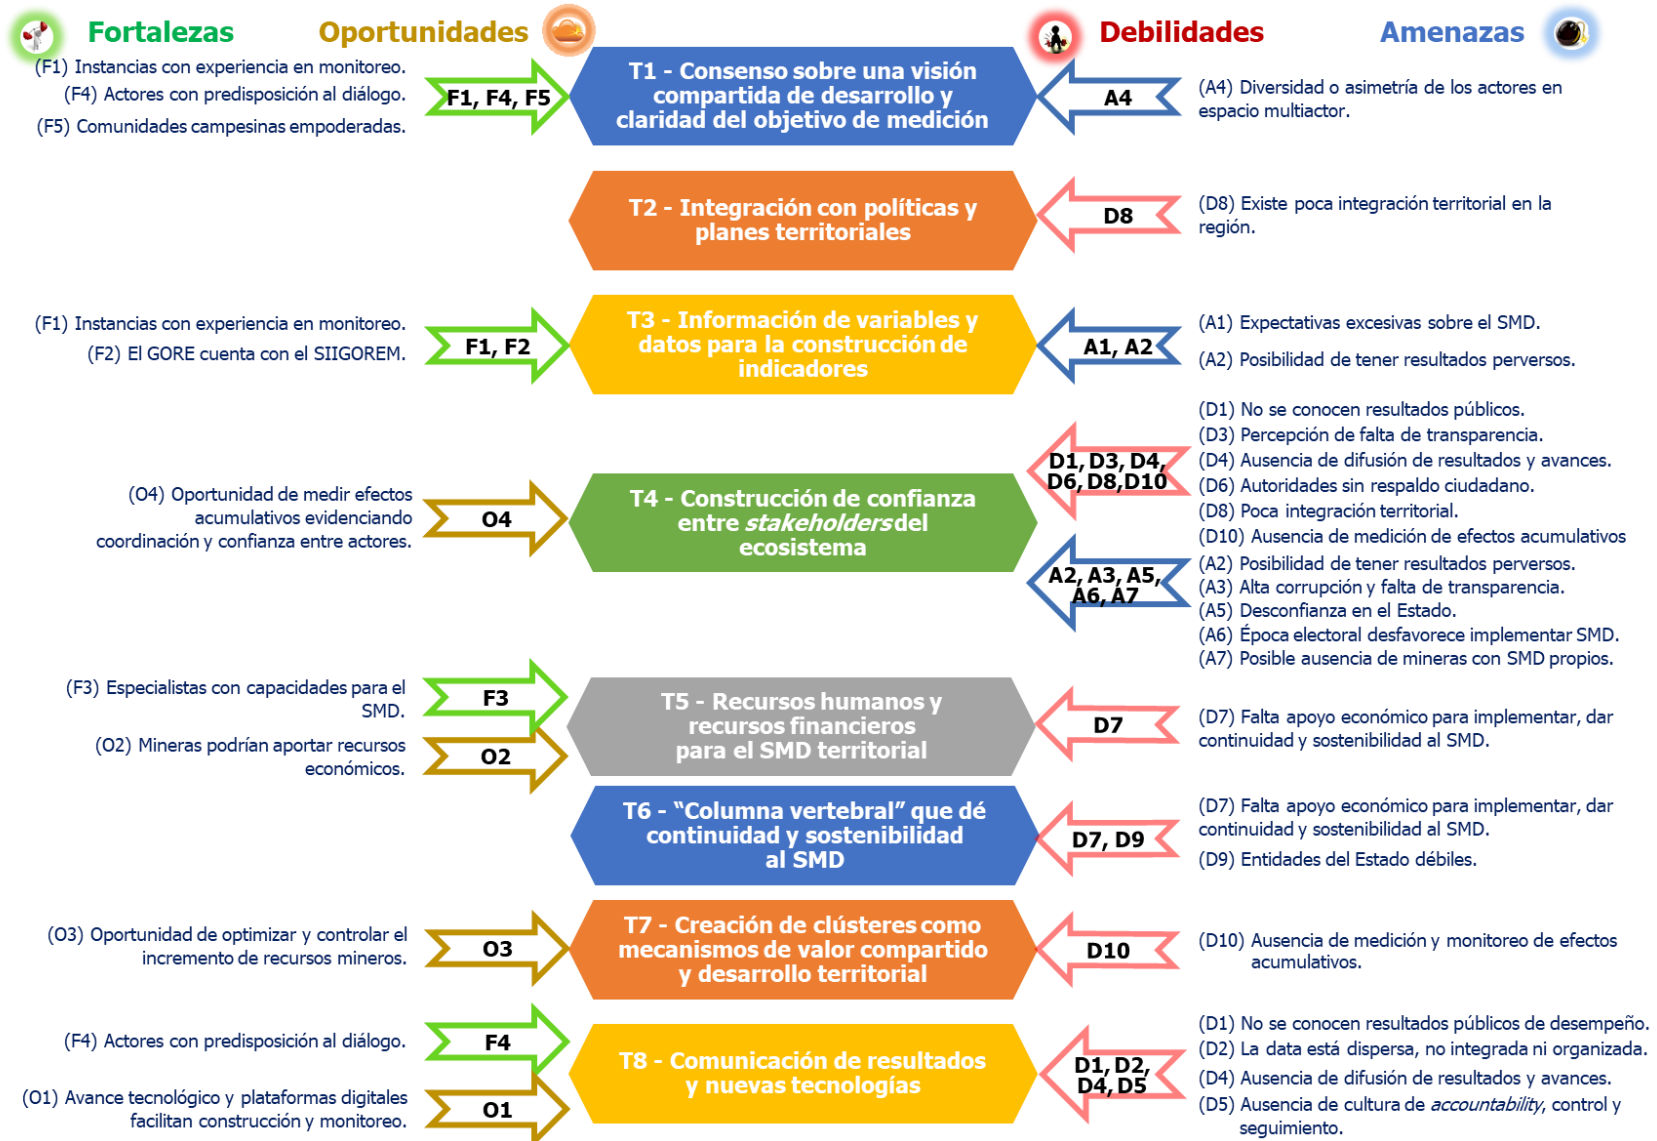 Fortalezas
Oportunidades
Debilidades
Amenazas
(F1) Instancias con experiencia en monitoreo.
(F4) Actores con predisposición al diálogo.
(F5) Comunidades campesinas empoderadas.
F1, F4, F5
T1 - Consenso sobre una visión
compartida de desarrollo y
claridad del objetivo de medición
A4
(A4) Diversidad o asimetría de los actores en
espacio multiactor.
T2 - Integración con políticas y
planes territoriales
D8
(D8) Existe poca integración territorial en la
región.
(F1) Instancias con experiencia en monitoreo.
(F2) El GORE cuenta con el SIIGOREM.
F1, F2
T3 - Información de variables y
datos para la construcción de
indicadores
A1, A2
(A1) Expectativas excesivas sobre el SMD.
(A2) Posibilidad de tener resultados perversos.
(O4) Oportunidad de medir efectos
acumulativos evidenciando
coordinación y confianza entre actores.
O4
T4 - Construcción de confianza
entre stakeholders del
ecosistema
D1, D3, D4,
D6, D8,D10
(D1) No se conocen resultados públicos.
(D3) Percepción de falta de transparencia.
(D4) Ausencia de difusión de resultados y avances.
(D6) Autoridades sin respaldo ciudadano.
(D8) Poca integración territorial.
(D10) Ausencia de medición de efectos acumulativos
A2, A3, A5,
A6, A7
(A2) Posibilidad de tener resultados perversos.
(A3) Alta corrupción y falta de transparencia.
(A5) Desconfianza en el Estado.
(A6) Época electoral desfavorece implementar SMD.
(A7) Posible ausencia de mineras con SMD propios.
(F3) Especialistas con capacidades para el
SMD.
F3
(O2) Mineras podrían aportar recursos
económicos.
O2
T5 - Recursos humanos y
recursos financieros
para el SMD territorial
D7
(D7) Falta apoyo económico para implementar, dar
continuidad y sostenibilidad al SMD.
T6 - “Columna vertebral” que dé
continuidad y sostenibilidad
al SMD
D7, D9
(D7) Falta apoyo económico para implementar, dar
continuidad y sostenibilidad al SMD.
(D9) Entidades del Estado débiles.
(O3) Oportunidad de optimizar y controlar el
incremento de recursos mineros.
O3
T7 - Creación de clústeres como
mecanismos de valor compartido
y desarrollo territorial
D10
(D10) Ausencia de medición y monitoreo de efectos
acumulativos.
(F4) Actores con predisposición al diálogo.
F4
(O1) Avance tecnológico y plataformas digitales
facilitan construcción y monitoreo.
O1
T8 - Comunicación de resultados
y nuevas tecnologías
D1, D2,
D4, D5
(D1) No se conocen resultados públicos de desempeño.
(D2) La data está dispersa, no integrada ni organizada.
(D4) Ausencia de difusión de resultados y avances.
(D5) Ausencia de cultura de accountability, control y
seguimiento.